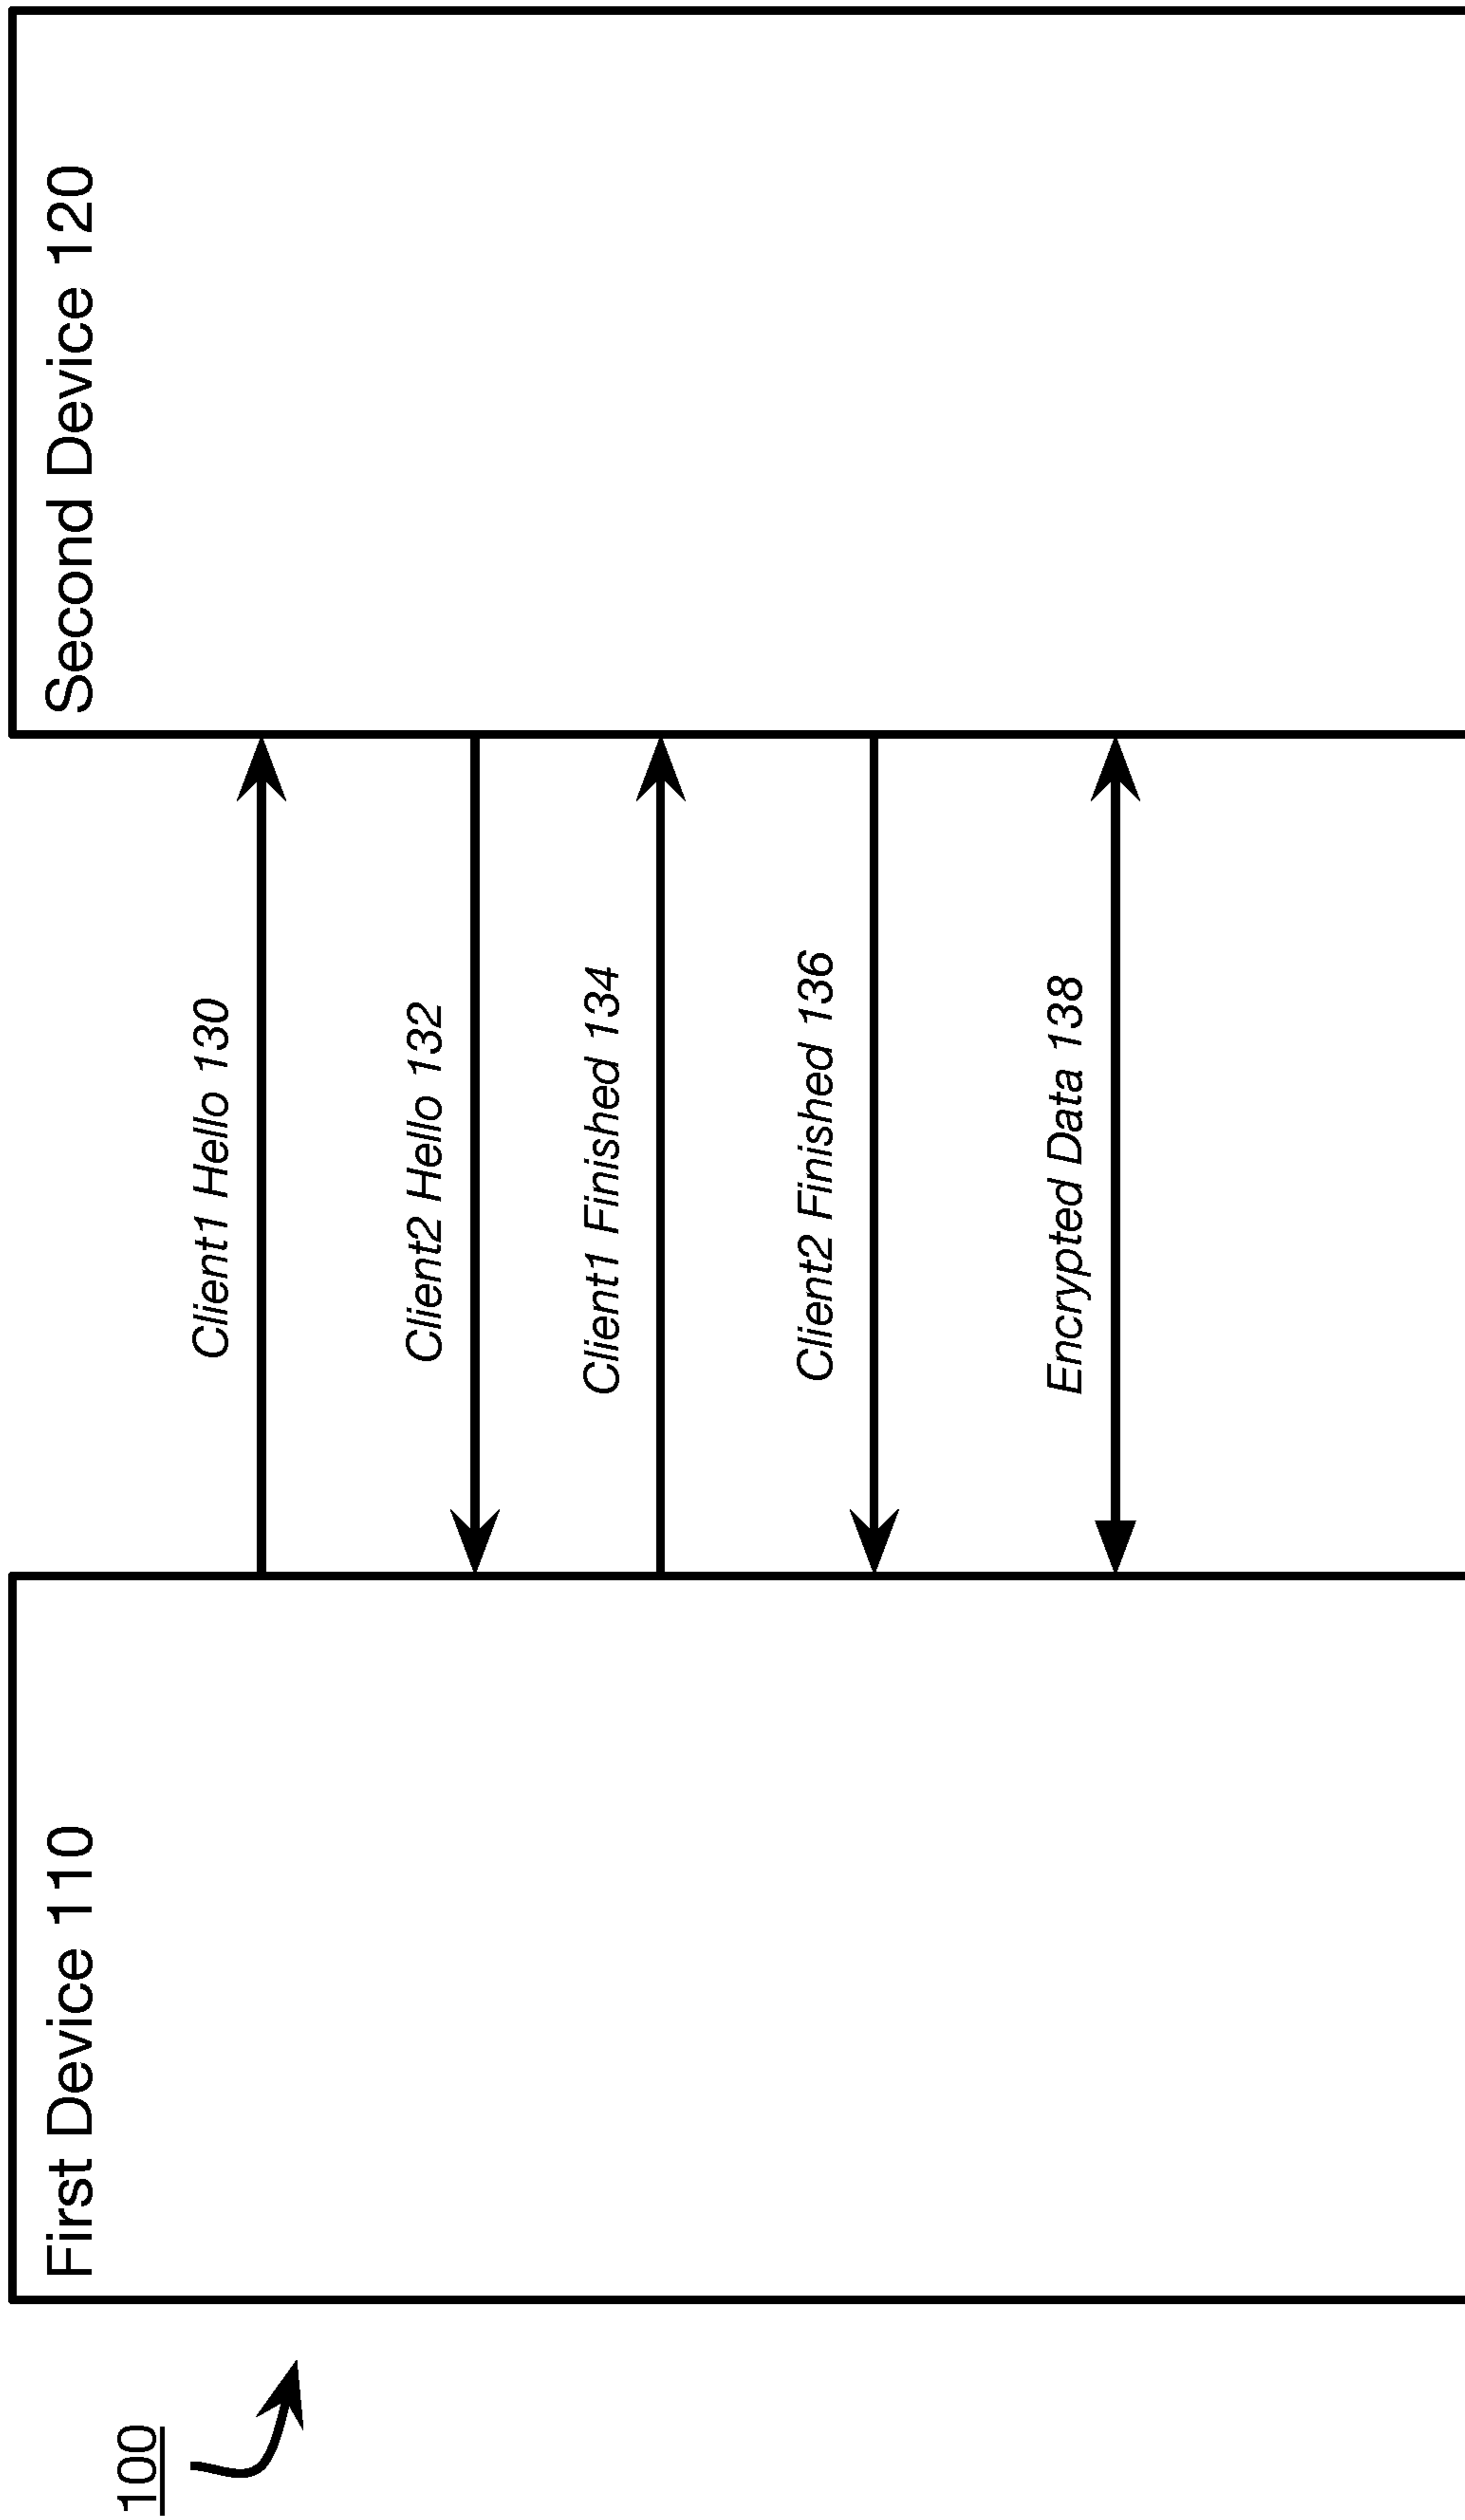 100
First Device 110
Second Device 120
Client1 Hello 130
Client2 Hello 132
Client1 Finished 134
Client2 Finished 136
Encrypted Data 138